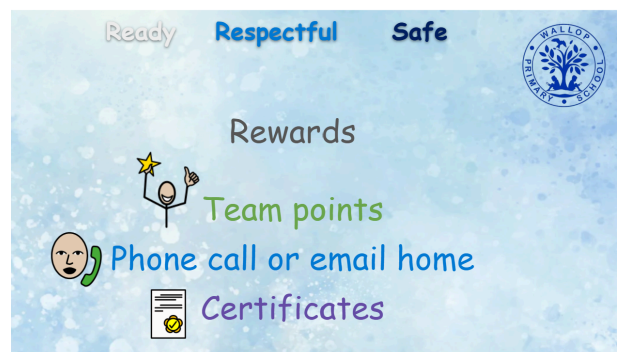 Ready Respectful Safe
WALLOP
PRIMARY SCHOOL
Rewards
Team points
Phone call or email home
Certificates